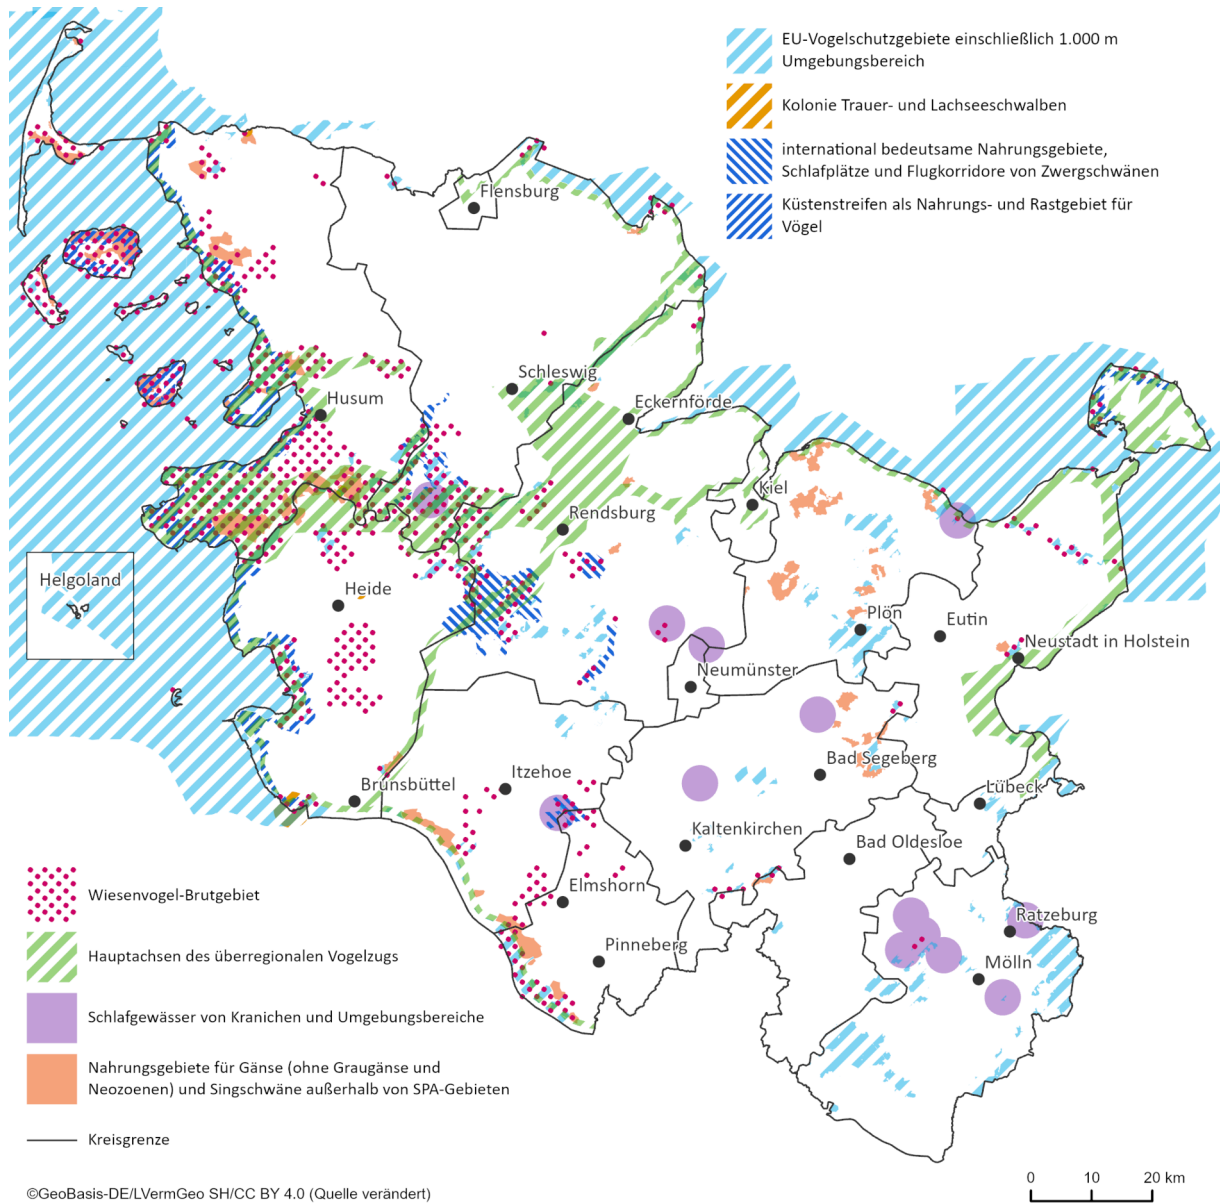 EU-Vogelschutzgebiete einschließlich 1.000 m
Umgebungsbereich
Kolonie Trauer- und Lachseeschwalben
international bedeutsame Nahrungsgebiete,
Schlafplätze und Flugkorridore von Zwergschwänen
Küstenstreifen als Nahrungs- und Rastgebiet für
Vögel
Flensburg
Schleswig
Husum
Eckernförde
Kiel
Rendsburg
Helgoland
Heide
Plön
Eutin
Neustadt in Holstein
Neumünster
Brunsbüttel
Itzehoe
Bad Segeberg
Lübeck
Kaltenkirchen
Bad Oldesloe
Elmshorn
Ratzeburg
Pinneberg
Mölln
Wiesenvogel-Brutgebiet
Hauptachsen des überregionalen Vogelzugs
Schlafgewässer von Kranichen und Umgebungsbereiche
Nahrungsgebiete für Gänse (ohne Graugänse und
Neozoenen) und Singschwäne außerhalb von SPA-Gebieten
Kreisgrenze
0 10 20 km
©GeoBasis-DE/LVermGeo SH/CC BY 4.0 (Quelle verändert)